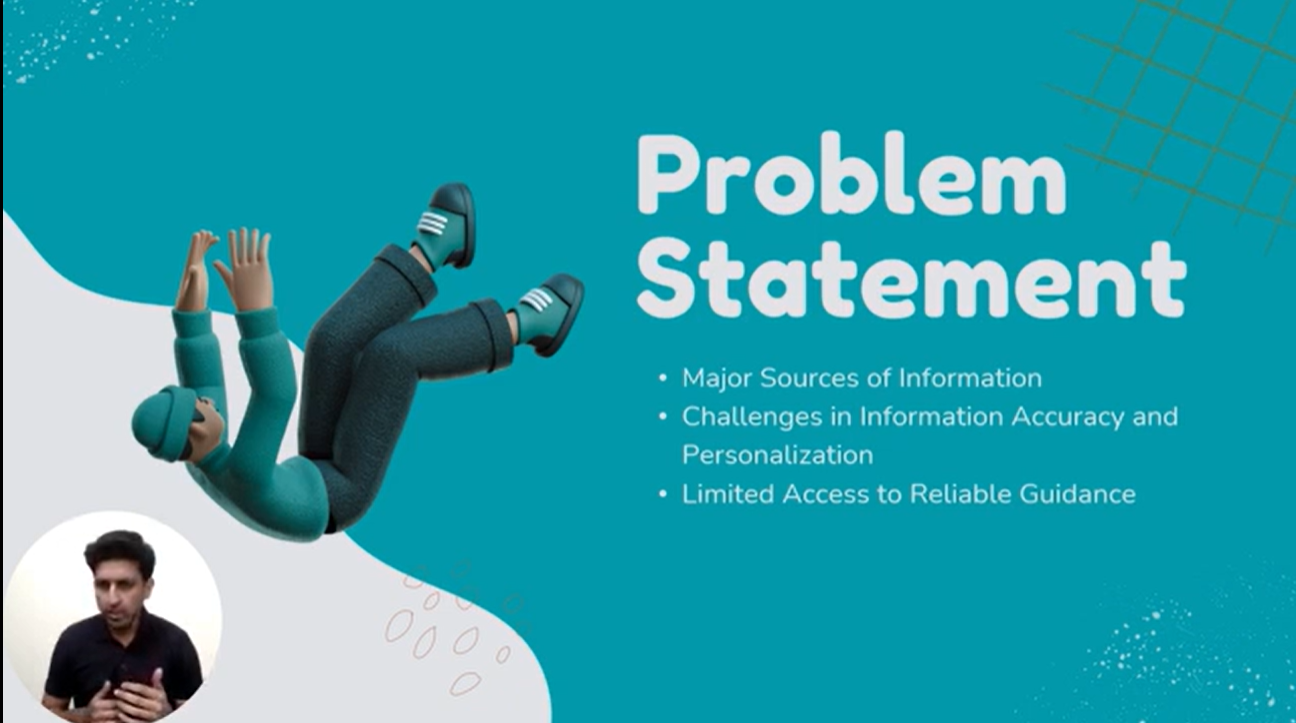 Problem
Statement
• Major Sources of Information
• Challenges in Information Accuracy and
Personalization
• Limited Access to Reliable Guidance